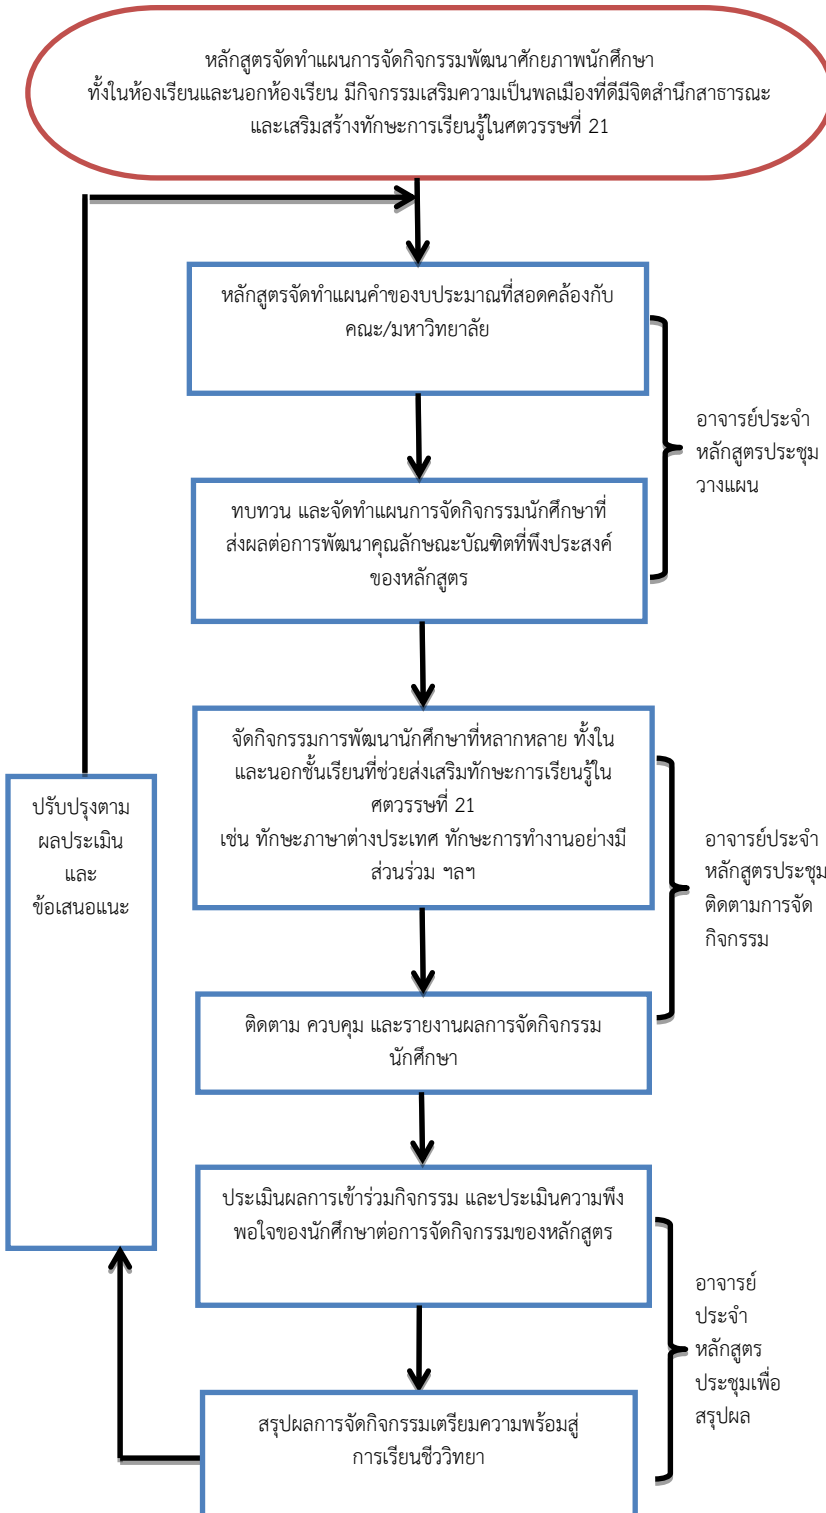 หลักสูตรจัดทำแผนการจัดกิจกรรมพัฒนาศักยภาพนักศึกษา
ทั้งในห้องเรียนและนอกห้องเรียน มีกิจกรรมเสริมความเป็นพลเมืองที่ดีมีจิตสำนึกสาธารณะ
และเสริมสร้างทักษะการเรียนรู้ในศตวรรษที่ 21
หลักสูตรจัดทำแผนคำของบประมาณที่สอดคล้องกับ
คณะ/มหาวิทยาลัย
อาจารย์ประจำ
หลักสูตรประชุม
วางแผน
ทบทวน และจัดทำแผนการจัดกิจกรรมนักศึกษาที่
ส่งผลต่อการพัฒนาคุณลักษณะบัณฑิตที่พึงประสงค์
ของหลักสูตร
จัดกิจกรรมการพัฒนานักศึกษาที่หลากหลาย ทั้งใน
และนอกชั้นเรียนที่ช่วยส่งเสริมทักษะการเรียนรู้ใน
ศตวรรษที่ 21
เช่น ทักษะภาษาต่างประเทศ ทักษะการทำงานอย่างมี
ส่วนร่วม ฯลฯ
ปรับปรุงตาม
ผลประเมิน
และ
ข้อเสนอแนะ
อาจารย์ประจำ
หลักสูตรประชุม
ติดตามการจัด
กิจกรรม
ติดตาม ควบคุม และรายงานผลการจัดกิจกรรม
นักศึกษา
ประเมินผลการเข้าร่วมกิจกรรม และประเมินความพึง
พอใจของนักศึกษาต่อการจัดกิจกรรมของหลักสูตร
อาจารย์
ประจำ
หลักสูตร
ประชุมเพื่อ
สรุปผล
สรุปผลการจัดกิจกรรมเตรียมความพร้อมสู่
การเรียนชีววิทยา